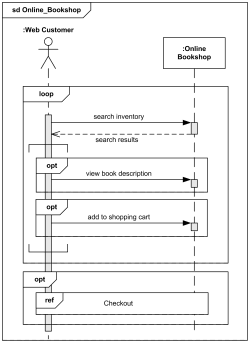 sd Online_Bookshop
:Web Customer
:Online
Bookshop
loop
search inventory
search results
opt
view book description
opt
add to shopping cart
opt
ref
Checkout